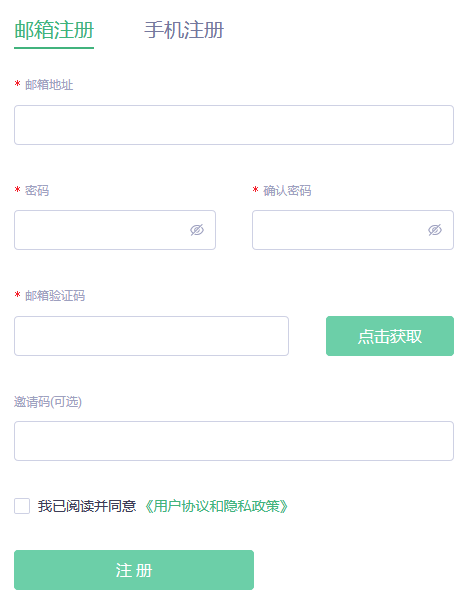 邮箱注册 手机注册
* 邮箱地址
* 密码 * 确认密码
* 邮箱验证码
点击获取
邀请码(可选)
我已阅读并同意 《用户协议和隐私政策》
注 册